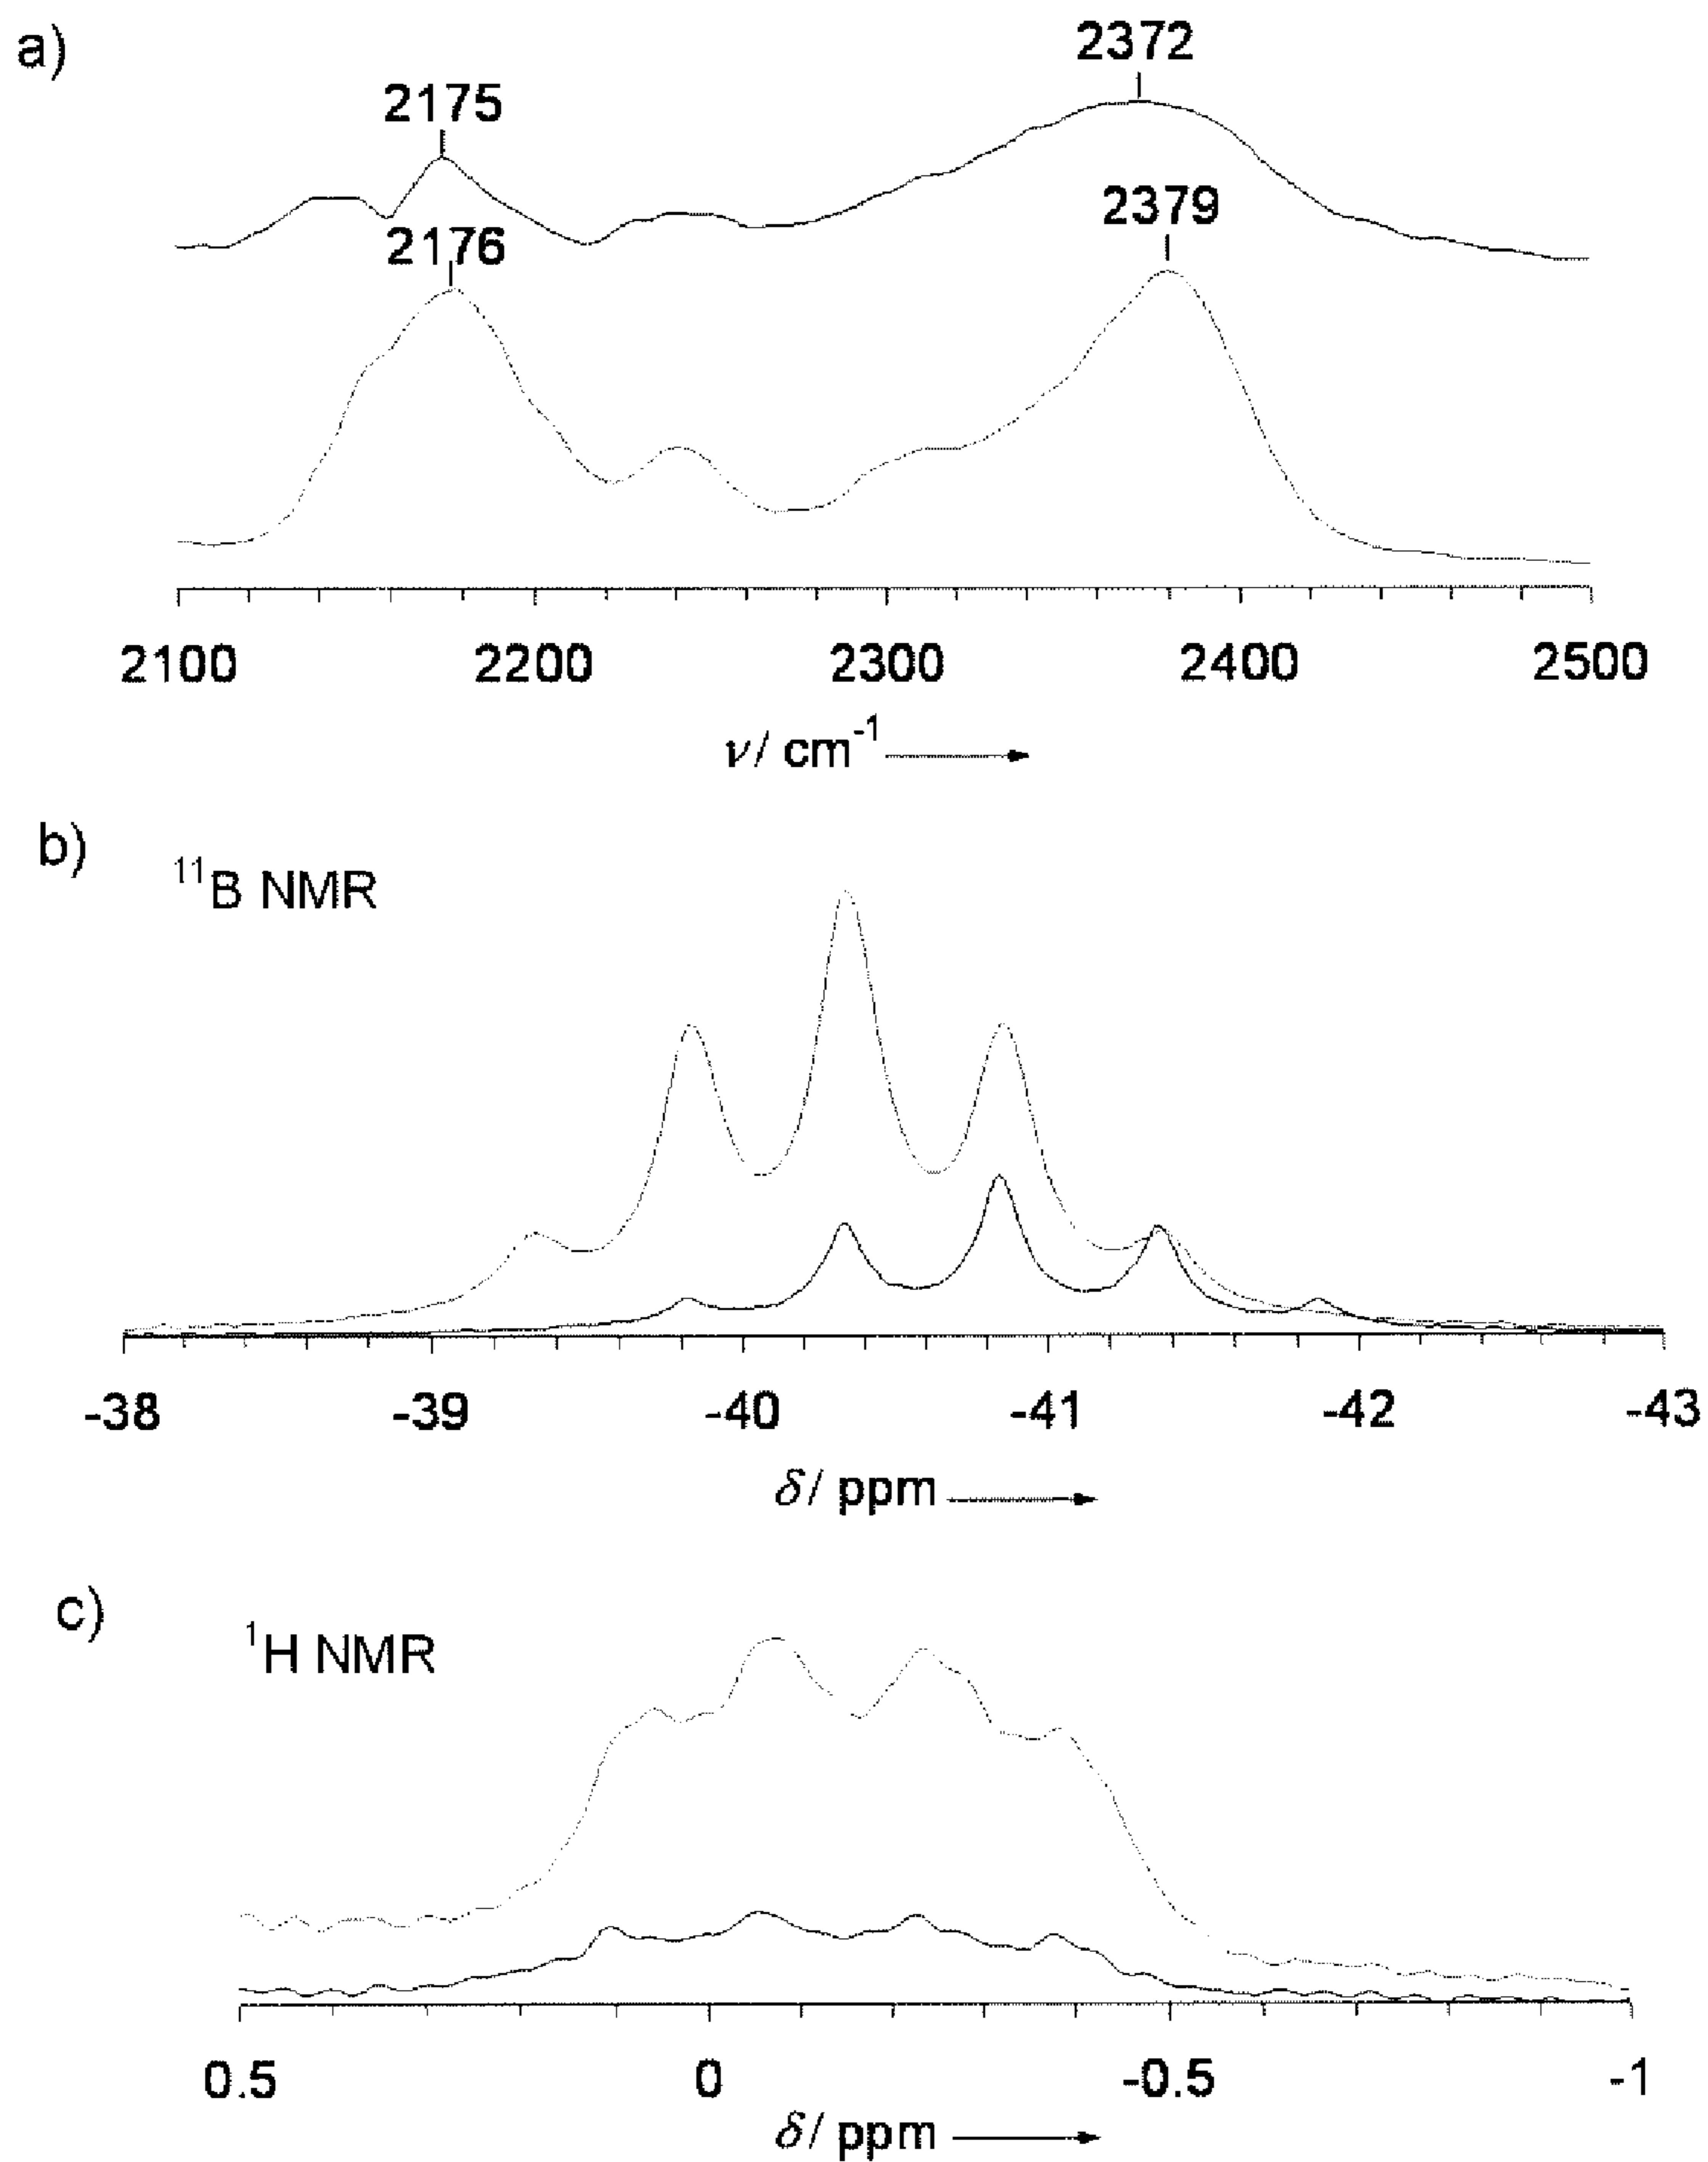 a)
2372
2175
2379
2176
2100 2200 2300 2400 2500
ν/ cm⁻¹
b)
¹¹B NMR
-38 -39 -40 -41 -42 -43
δ/ ppm
c)
¹H NMR
0.5 0 -0.5 -1
δ/ ppm